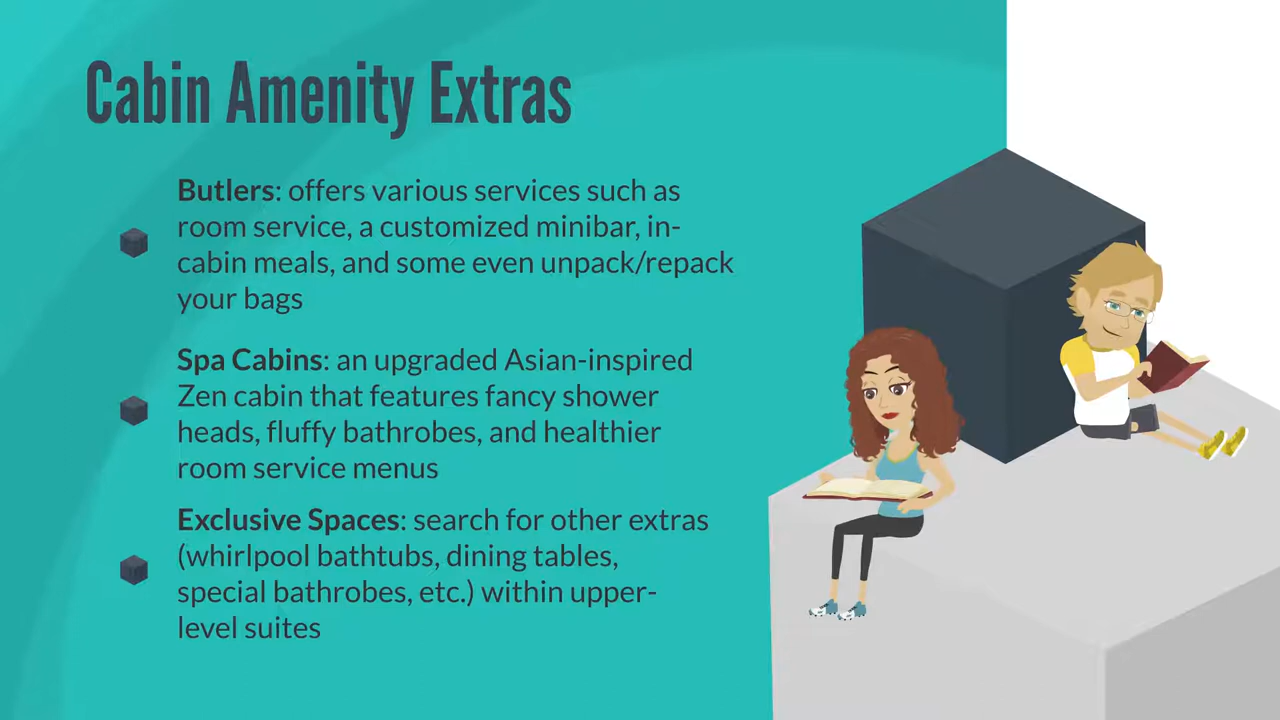 Cabin Amenity Extras
Butlers: offers various services such as
room service, a customized minibar, in-
cabin meals, and some even unpack/repack
your bags
Spa Cabins: an upgraded Asian-inspired
Zen cabin that features fancy shower
heads, fluffy bathrobes, and healthier
room service menus
Exclusive Spaces: search for other extras
(whirlpool bathtubs, dining tables,
special bathrobes, etc.) within upper-
level suites